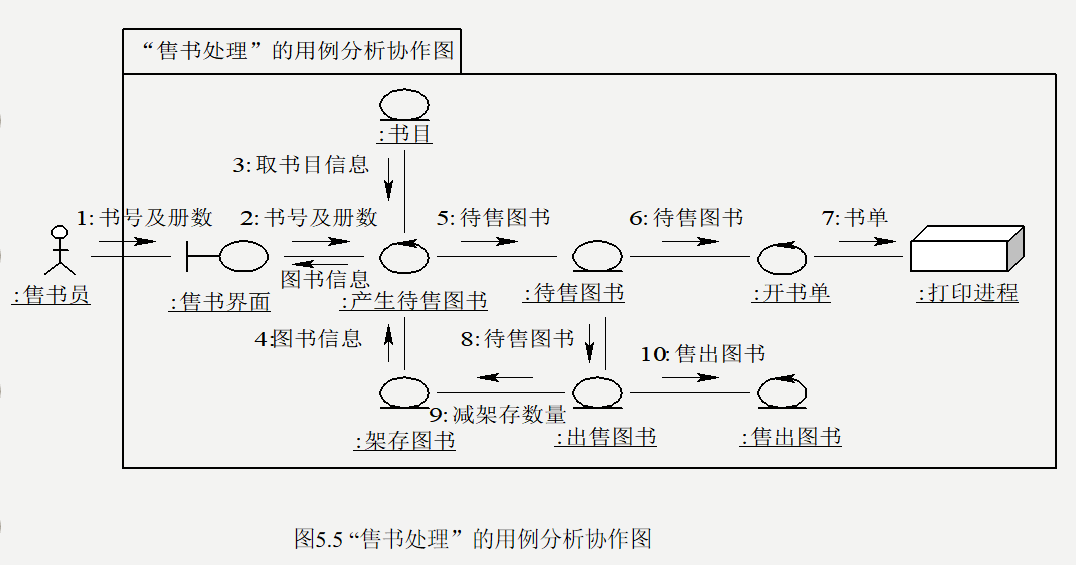 “售书处理”的用例分析协作图
:书目
3:取书目信息
1:书号及册数
2:书号及册数
5:待售图书
6:待售图书
7:书单
图书信息
:售书员
:售书界面
:产生待售图书
:待售图书
:开书单
:打印进程
4:图书信息
8:待售图书
10:售出图书
9:减架存数量
:架存图书
:出售图书
:售出图书
图5.5 “售书处理”的用例分析协作图